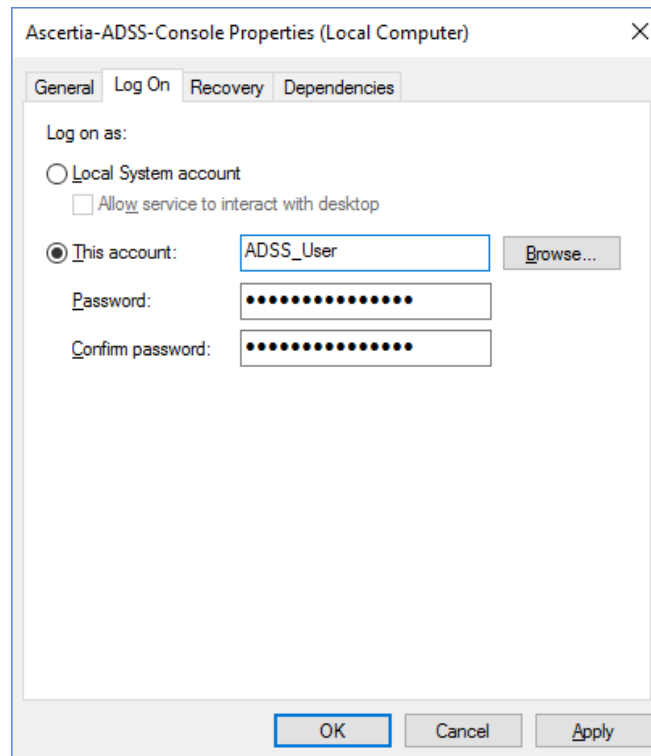 Ascertia-ADSS-Console Properties (Local Computer)
General Log On Recovery Dependencies
Log on as:
Local System account
Allow service to interact with desktop
This account: ADSS_User Browse...
Password: •••••••••••••••
Confirm password: •••••••••••••••
OK Cancel Apply